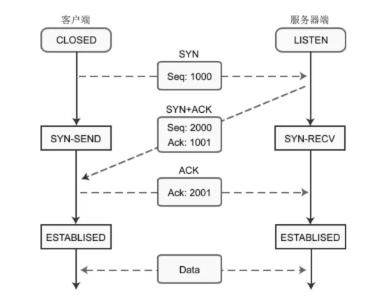 客户端 服务器端
CLOSED LISTEN
SYN
Seq: 1000
SYN+ACK
Seq: 2000
Ack: 1001
SYN-SEND SYN-RECV
ACK
Ack: 2001
ESTABLISED ESTABLISED
Data